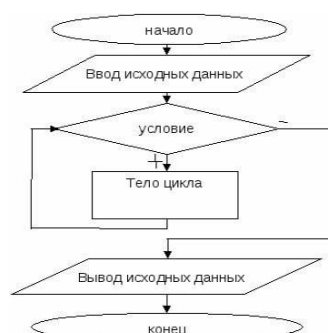 начало
Ввод исходных данных
условие
-
+
Тело цикла
Вывод исходных данных
конец